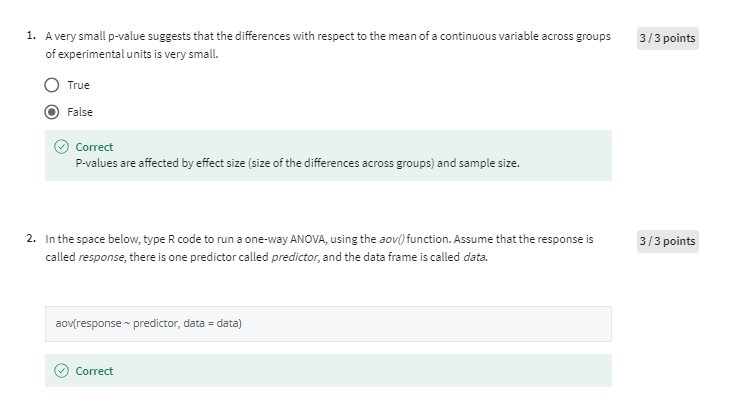 1. A very small p-value suggests that the differences with respect to the mean of a continuous variable across groups
of experimental units is very small.
3 / 3 points
True
False
Correct
P-values are affected by effect size (size of the differences across groups) and sample size.
2. In the space below, type R code to run a one-way ANOVA, using the aov() function. Assume that the response is
called response, there is one predictor called predictor, and the data frame is called data.
3 / 3 points
aov(response ~ predictor, data = data)
Correct